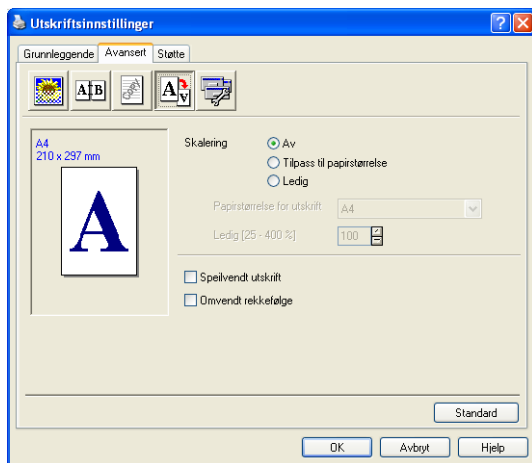 Utskriftsinnstillinger
Grunnleggende Avansert Støtte
A B
A A
A4
210 x 297 mm
A
Skalering Av
Tilpass til papirstørrelse
Ledig
Papirstørrelse for utskrift A4
Ledig [25 - 400 %] 100
Speilvendt utskrift
Omvendt rekkefølge
Standard
OK Avbryt Hjelp